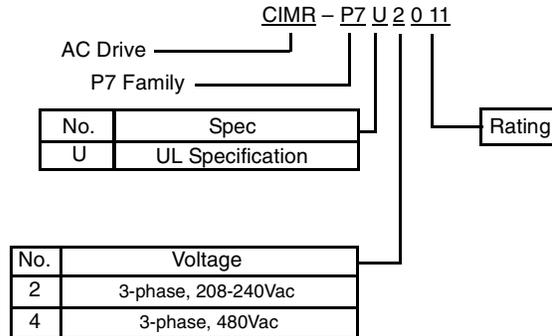 CIMR – P7 U 2 0 11
AC Drive
P7 Family
No. Spec
U UL Specification
Rating
No. Voltage
2 3-phase, 208-240Vac
4 3-phase, 480Vac